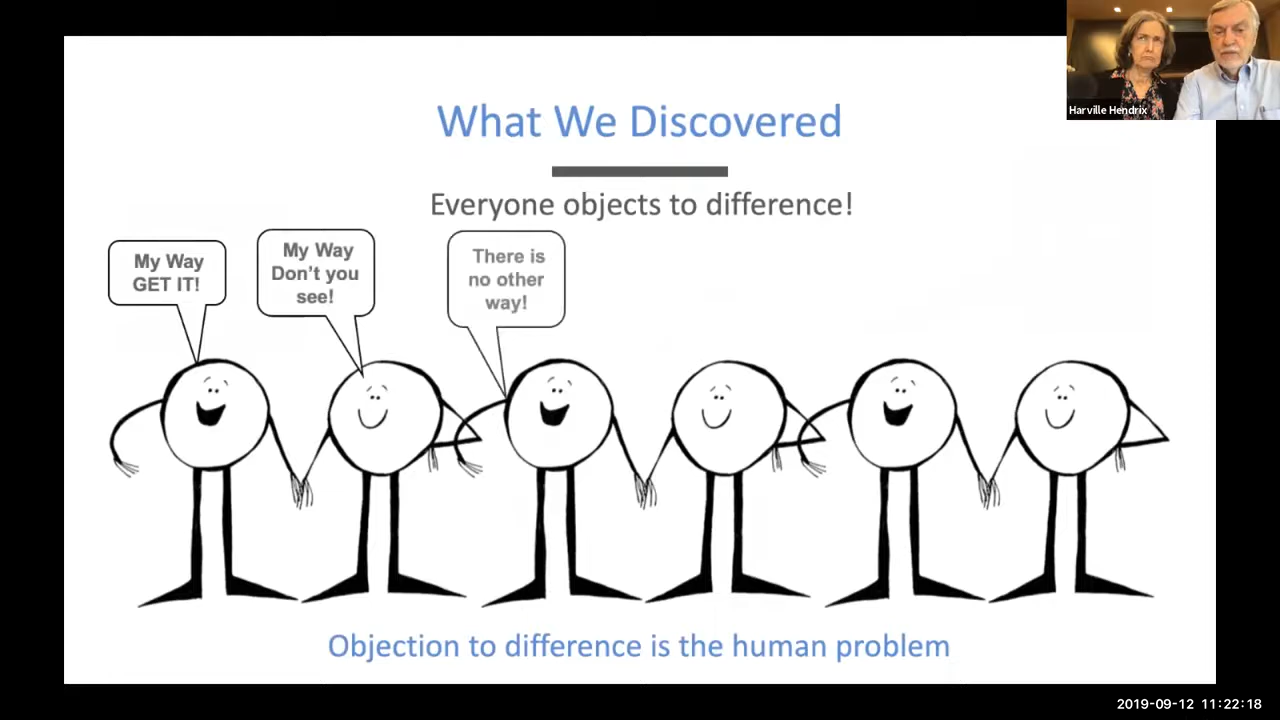 Harville Hendrix
What We Discovered
Everyone objects to difference!
My Way
GET IT!
My Way
Don't you
see!
There is
no other
way!
Objection to difference is the human problem
2019-09-12 11:22:18